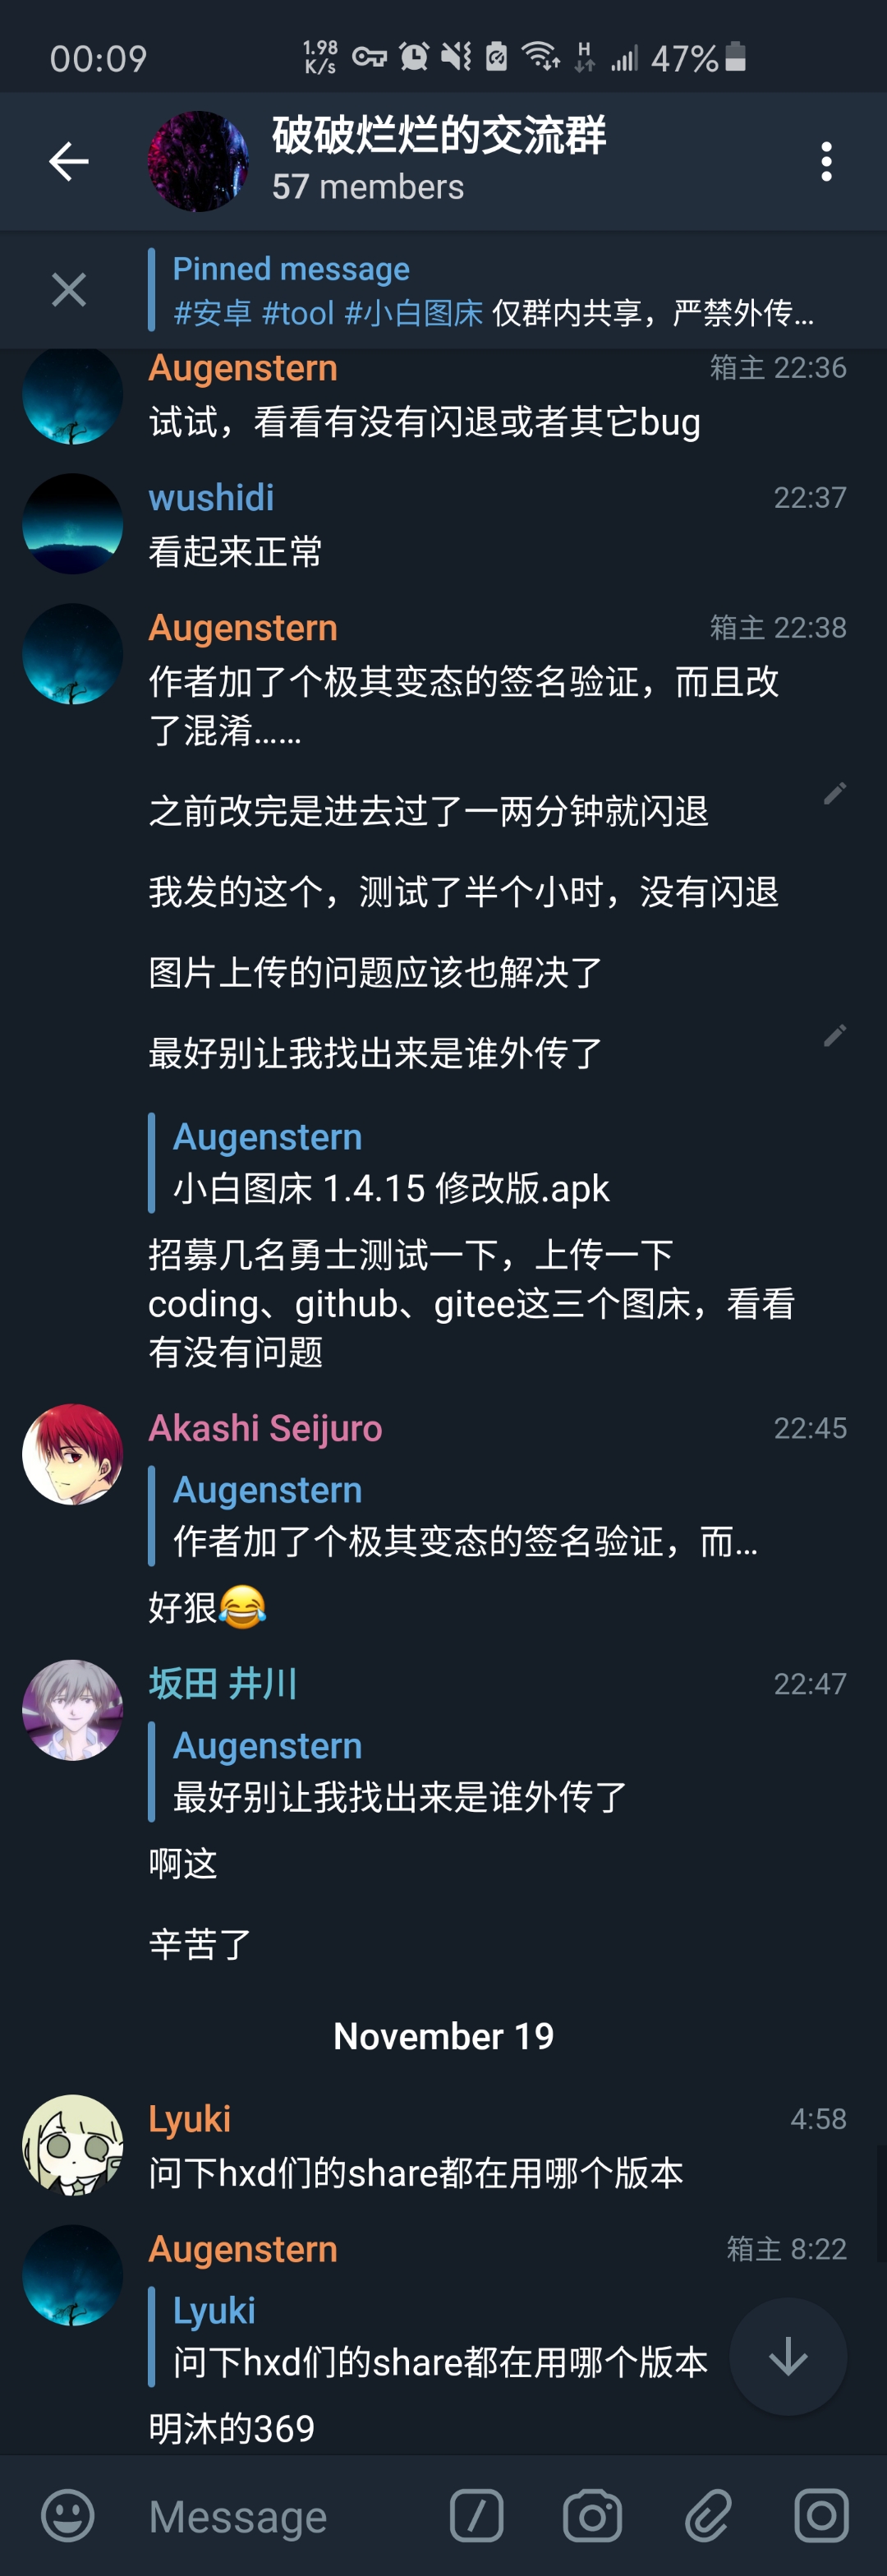 00:09
1.98
K/s
H
47%
破破烂烂的交流群
57 members
Pinned message
#安卓 #tool #小白图床 仅群内共享，严禁外传...
Augenstern
箱主 22:36
试试，看看有没有闪退或者其它bug
wushidi
22:37
看起来正常
Augenstern
箱主 22:38
作者加了个极其变态的签名验证，而且改
了混淆……
之前改完是进去过了一两分钟就闪退
我发的这个，测试了半个小时，没有闪退
图片上传的问题应该也解决了
最好别让我找出来是谁外传了
Augenstern
小白图床 1.4.15 修改版.apk
招募几名勇士测试一下，上传一下
coding、github、gitee这三个图床，看看
有没有问题
Akashi Seijuro
22:45
Augenstern
作者加了个极其变态的签名验证，而...
好狠😂
坂田 井川
22:47
Augenstern
最好别让我找出来是谁外传了
啊这
辛苦了
November 19
Lyuki
4:58
问下hxd们的share都在用哪个版本
Augenstern
箱主 8:22
Lyuki
问下hxd们的share都在用哪个版本
明沐的369
Message